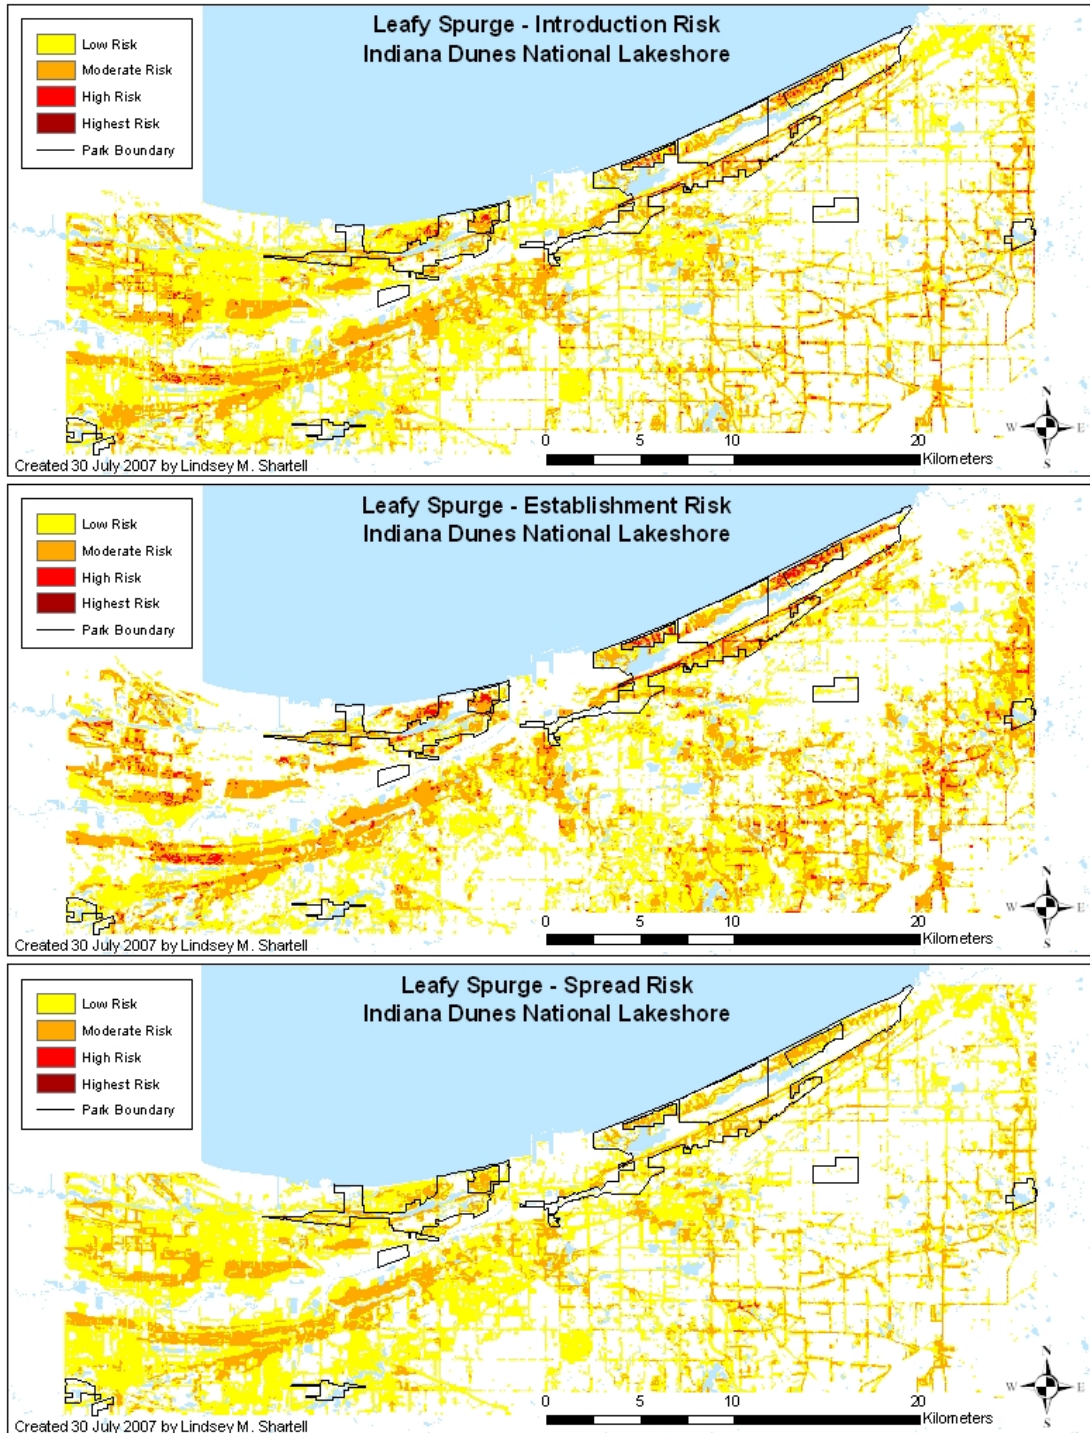 Leafy Spurge - Introduction Risk
Indiana Dunes National Lakeshore
Low Risk
Moderate Risk
High Risk
Highest Risk
Park Boundary
N
W E
S
0 5 10 20
Kilometers
Created 30 July 2007 by Lindsey M. Shartell
Leafy Spurge - Establishment Risk
Indiana Dunes National Lakeshore
Low Risk
Moderate Risk
High Risk
Highest Risk
Park Boundary
N
W E
S
0 5 10 20
Kilometers
Created 30 July 2007 by Lindsey M. Shartell
Leafy Spurge - Spread Risk
Indiana Dunes National Lakeshore
Low Risk
Moderate Risk
High Risk
Highest Risk
Park Boundary
N
W E
S
0 5 10 20
Kilometers
Created 30 July 2007 by Lindsey M. Shartell